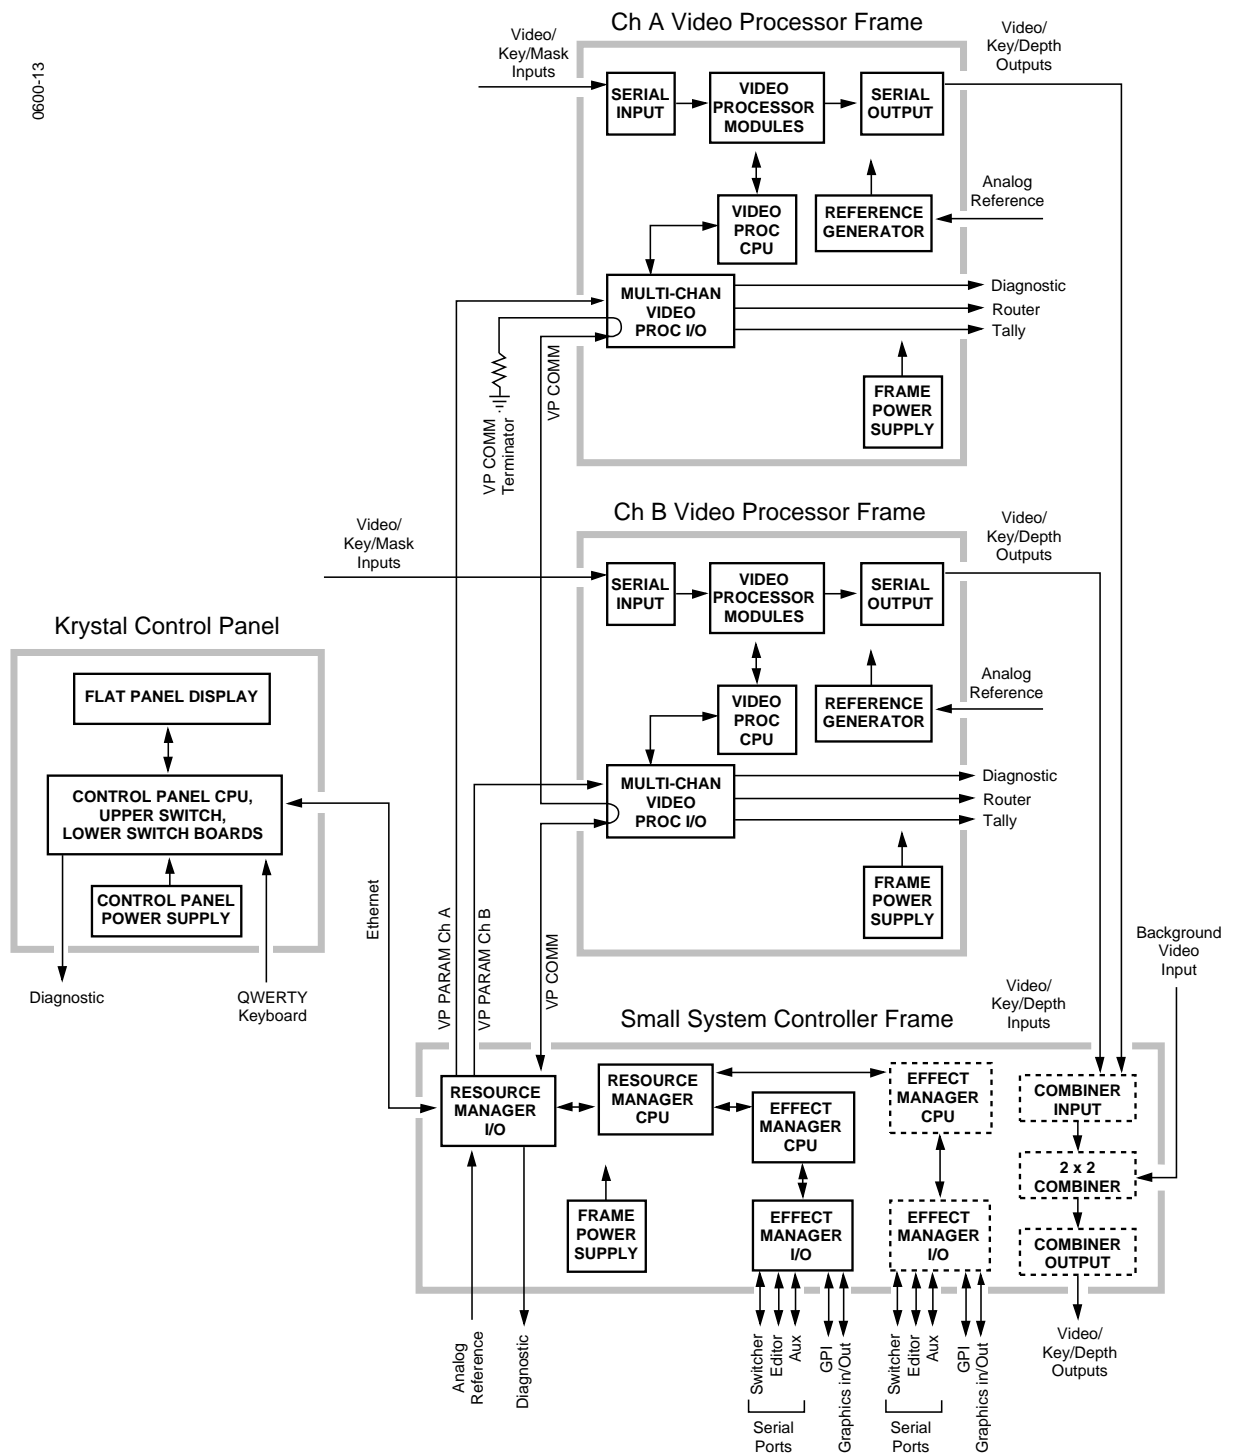 0600-13
Ch A Video Processor Frame
Video/
Key/Mask
Inputs
Video/
Key/Depth
Outputs
SERIAL
INPUT
VIDEO
PROCESSOR
MODULES
SERIAL
OUTPUT
VIDEO
PROC
CPU
REFERENCE
GENERATOR
Analog
Reference
MULTI-CHAN
VIDEO
PROC I/O
Diagnostic
Router
Tally
VP COMM
Terminator
VP COMM
FRAME
POWER
SUPPLY
Ch B Video Processor Frame
Video/
Key/Mask
Inputs
Video/
Key/Depth
Outputs
SERIAL
INPUT
VIDEO
PROCESSOR
MODULES
SERIAL
OUTPUT
VIDEO
PROC
CPU
REFERENCE
GENERATOR
Analog
Reference
MULTI-CHAN
VIDEO
PROC I/O
Diagnostic
Router
Tally
FRAME
POWER
SUPPLY
Krystal Control Panel
FLAT PANEL DISPLAY
CONTROL PANEL CPU,
UPPER SWITCH,
LOWER SWITCH BOARDS
CONTROL PANEL
POWER SUPPLY
Diagnostic
QWERTY
Keyboard
Ethernet
VP PARAM Ch A
VP PARAM Ch B
VP COMM
Background
Video
Input
Video/
Key/Depth
Inputs
Small System Controller Frame
RESOURCE
MANAGER
I/O
RESOURCE
MANAGER
CPU
EFFECT
MANAGER
CPU
EFFECT
MANAGER
CPU
COMBINER
INPUT
2 x 2
COMBINER
COMBINER
OUTPUT
FRAME
POWER
SUPPLY
EFFECT
MANAGER
I/O
EFFECT
MANAGER
I/O
Analog
Reference
Diagnostic
Switcher
Editor
Aux
GPI
Graphics in/Out
Serial
Ports
Switcher
Editor
Aux
GPI
Graphics in/Out
Serial
Ports
Video/
Key/Depth
Outputs